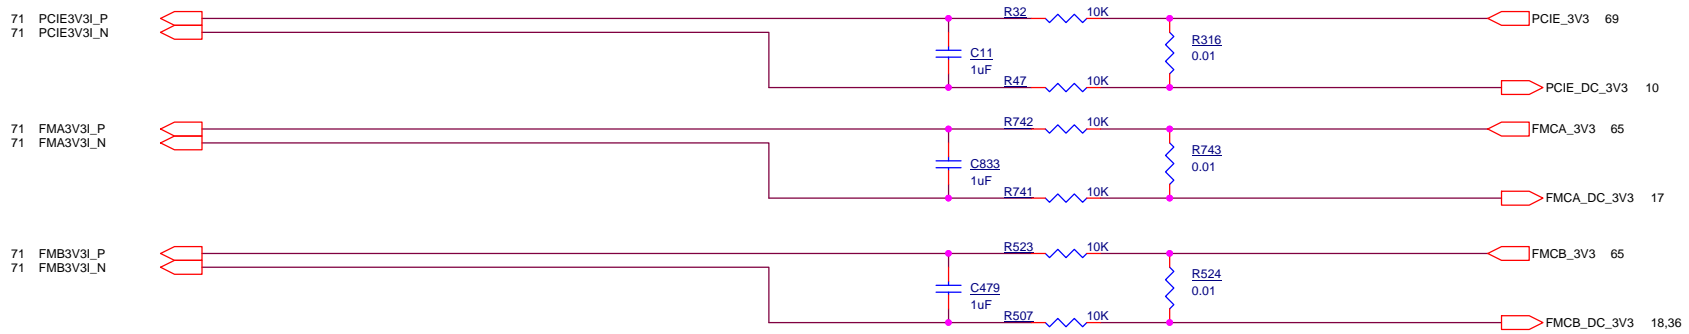 71 PCIE3V3I_P R32 10K PCIE_3V3 69
71 PCIE3V3I_N
R316
0.01
C11
1uF
R47 10K PCIE_DC_3V3 10
71 FMA3V3I_P R742 10K FMCA_3V3 65
71 FMA3V3I_N
R743
0.01
C833
1uF
R741 10K FMCA_DC_3V3 17
71 FMB3V3I_P R523 10K FMCB_3V3 65
71 FMB3V3I_N
R524
0.01
C479
1uF
R507 10K FMCB_DC_3V3 18,36